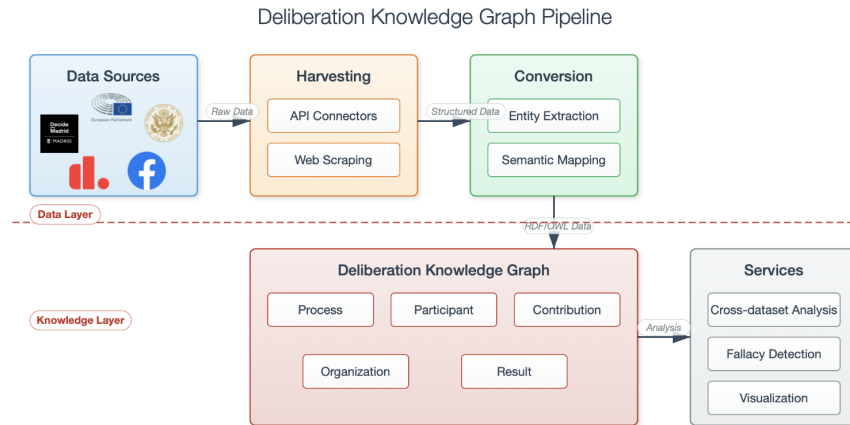 Deliberation Knowledge Graph Pipeline
Data Sources
European Parliament
Decide
Madrid
MADRID
d.
Raw Data
Harvesting
API Connectors
Web Scraping
Structured Data
Conversion
Entity Extraction
Semantic Mapping
Data Layer
RDF/OWL Data
Knowledge Layer
Deliberation Knowledge Graph
Process
Participant
Contribution
Organization
Result
Analysis
Services
Cross-dataset Analysis
Fallacy Detection
Visualization